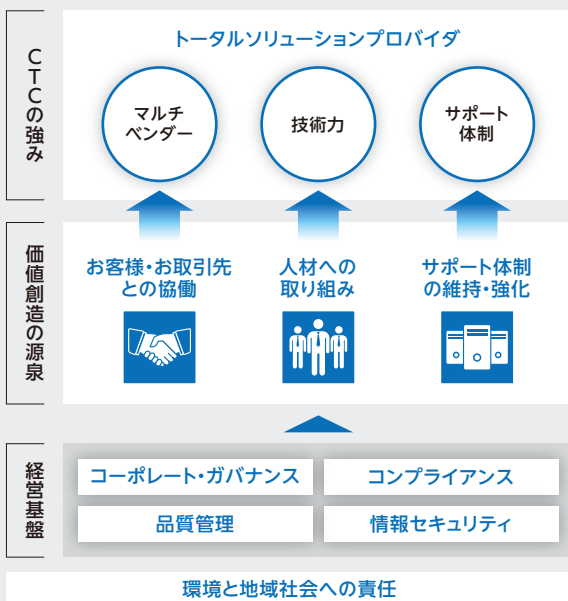 CTCの強み
トータルソリューションプロバイダ
マルチ
ベンダー
技術力
サポート
体制
価値創造の源泉
お客様・お取引先
との協働
人材への
取り組み
サポート体制
の維持・強化
経営基盤
コーポレート・ガバナンス
コンプライアンス
品質管理
情報セキュリティ
環境と地域社会への責任